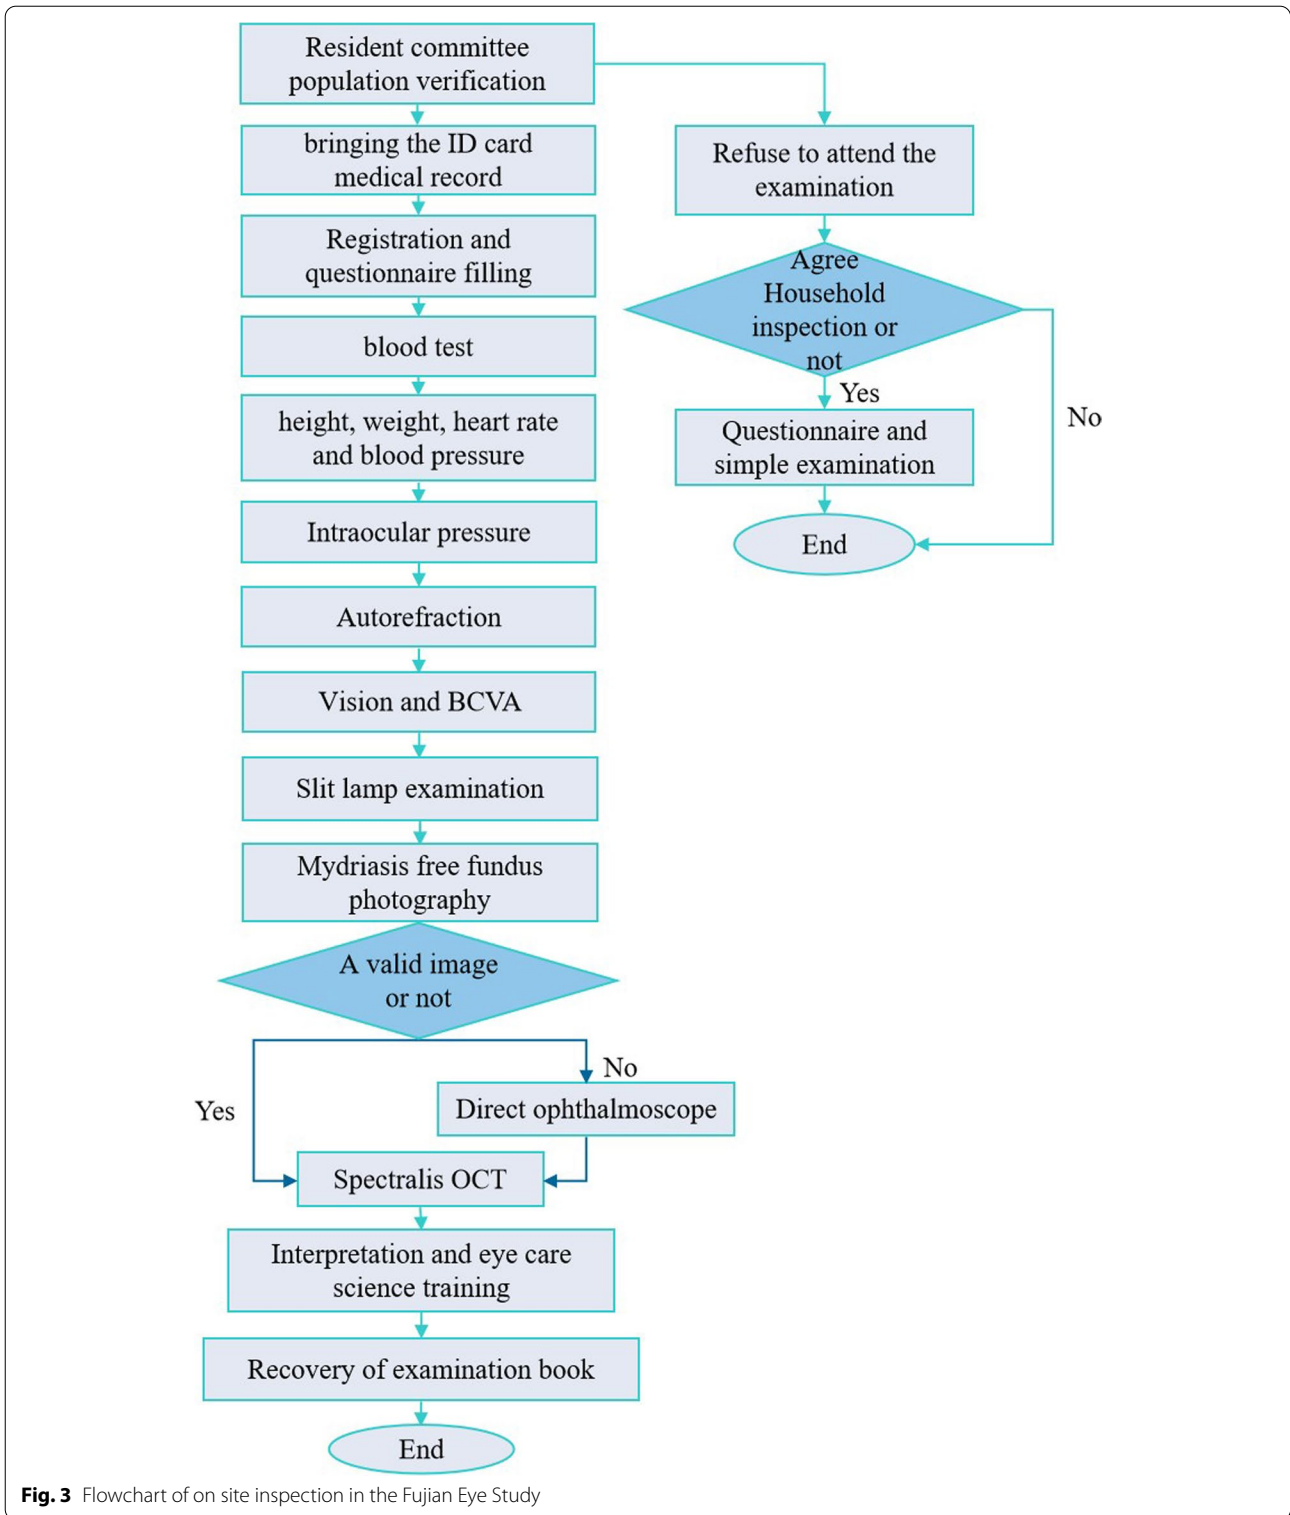 Resident committee
population verification
bringing the ID card
medical record
Registration and
questionnaire filling
blood test
height, weight, heart rate
and blood pressure
Intraocular pressure
Autorefraction
Vision and BCVA
Slit lamp examination
Mydriasis free fundus
photography
A valid image
or not
Yes
No
Direct ophthalmoscope
Spectralis OCT
Interpretation and eye care
science training
Recovery of examination book
End
Refuse to attend the
examination
Agree
Household
inspection or
not
Yes
No
Questionnaire and
simple examination
End
Fig. 3 Flowchart of on site inspection in the Fujian Eye Study